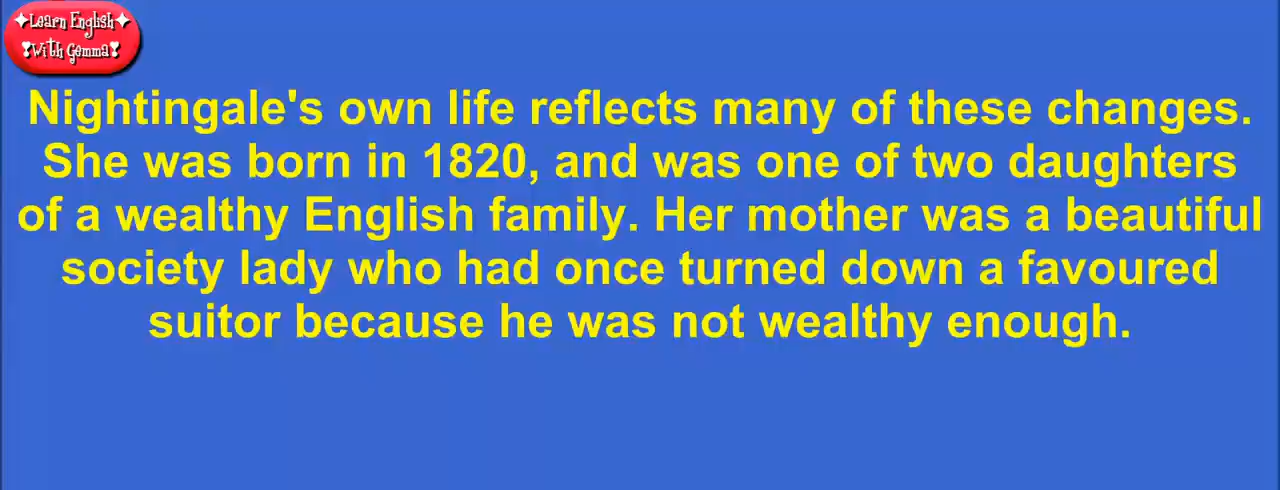 ✦Learn English✦
❣With Gemma❣
Nightingale's own life reflects many of these changes.
She was born in 1820, and was one of two daughters
of a wealthy English family. Her mother was a beautiful
society lady who had once turned down a favoured
suitor because he was not wealthy enough.